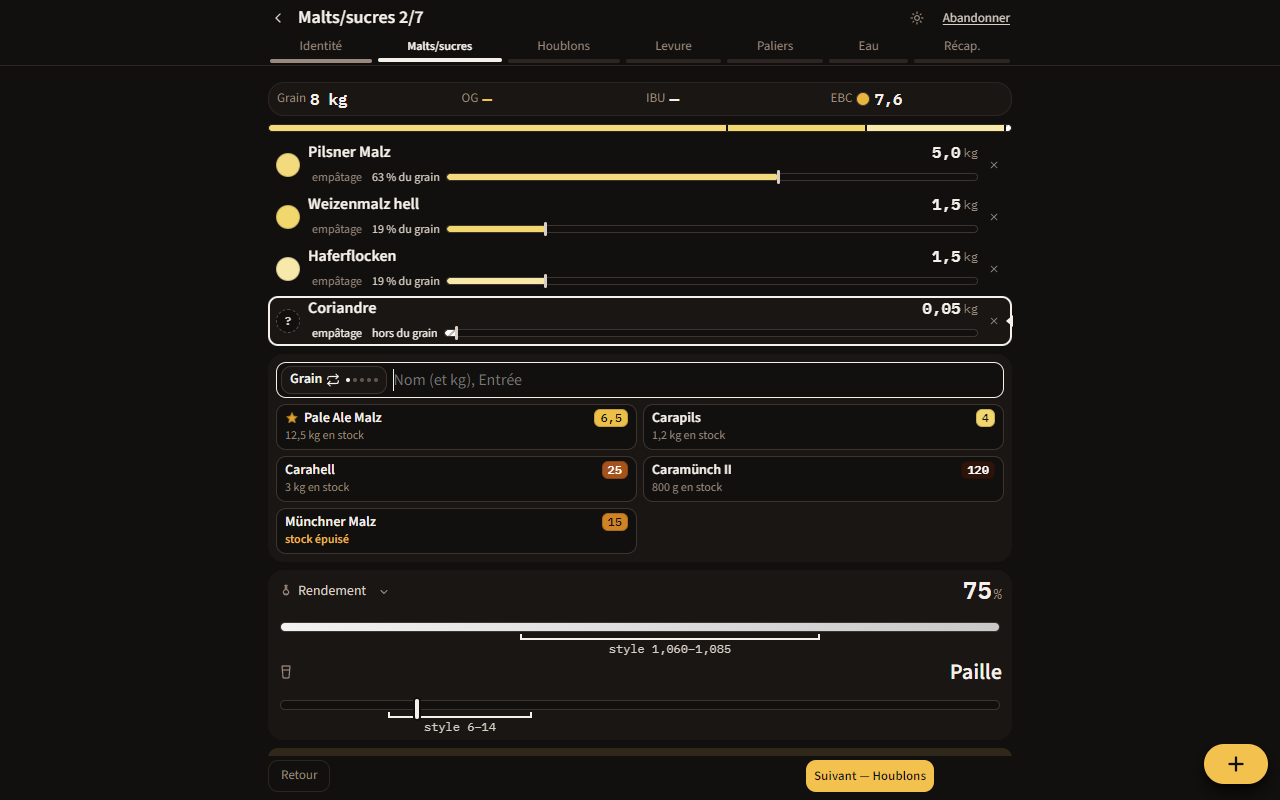 Malts/sucres 2/7
Abandonner
Identité
Malts/sucres
Houblons
Levure
Paliers
Eau
Récap.
Grain 8 kg
OG —
IBU —
EBC 7,6
Pilsner Malz
5,0 kg
empâtage 63 % du grain
×
Weizenmalz hell
1,5 kg
empâtage 19 % du grain
×
Haferflocken
1,5 kg
empâtage 19 % du grain
×
?
Coriandre
0,05 kg
empâtage hors du grain
×
Grain
Nom (et kg), Entrée
Pale Ale Malz
6,5
12,5 kg en stock
Carapils
4
1,2 kg en stock
Carahell
25
3 kg en stock
Caramünch II
120
800 g en stock
Münchner Malz
15
stock épuisé
Rendement
75 %
style 1,060–1,085
Paille
style 6–14
Retour
Suivant — Houblons
+